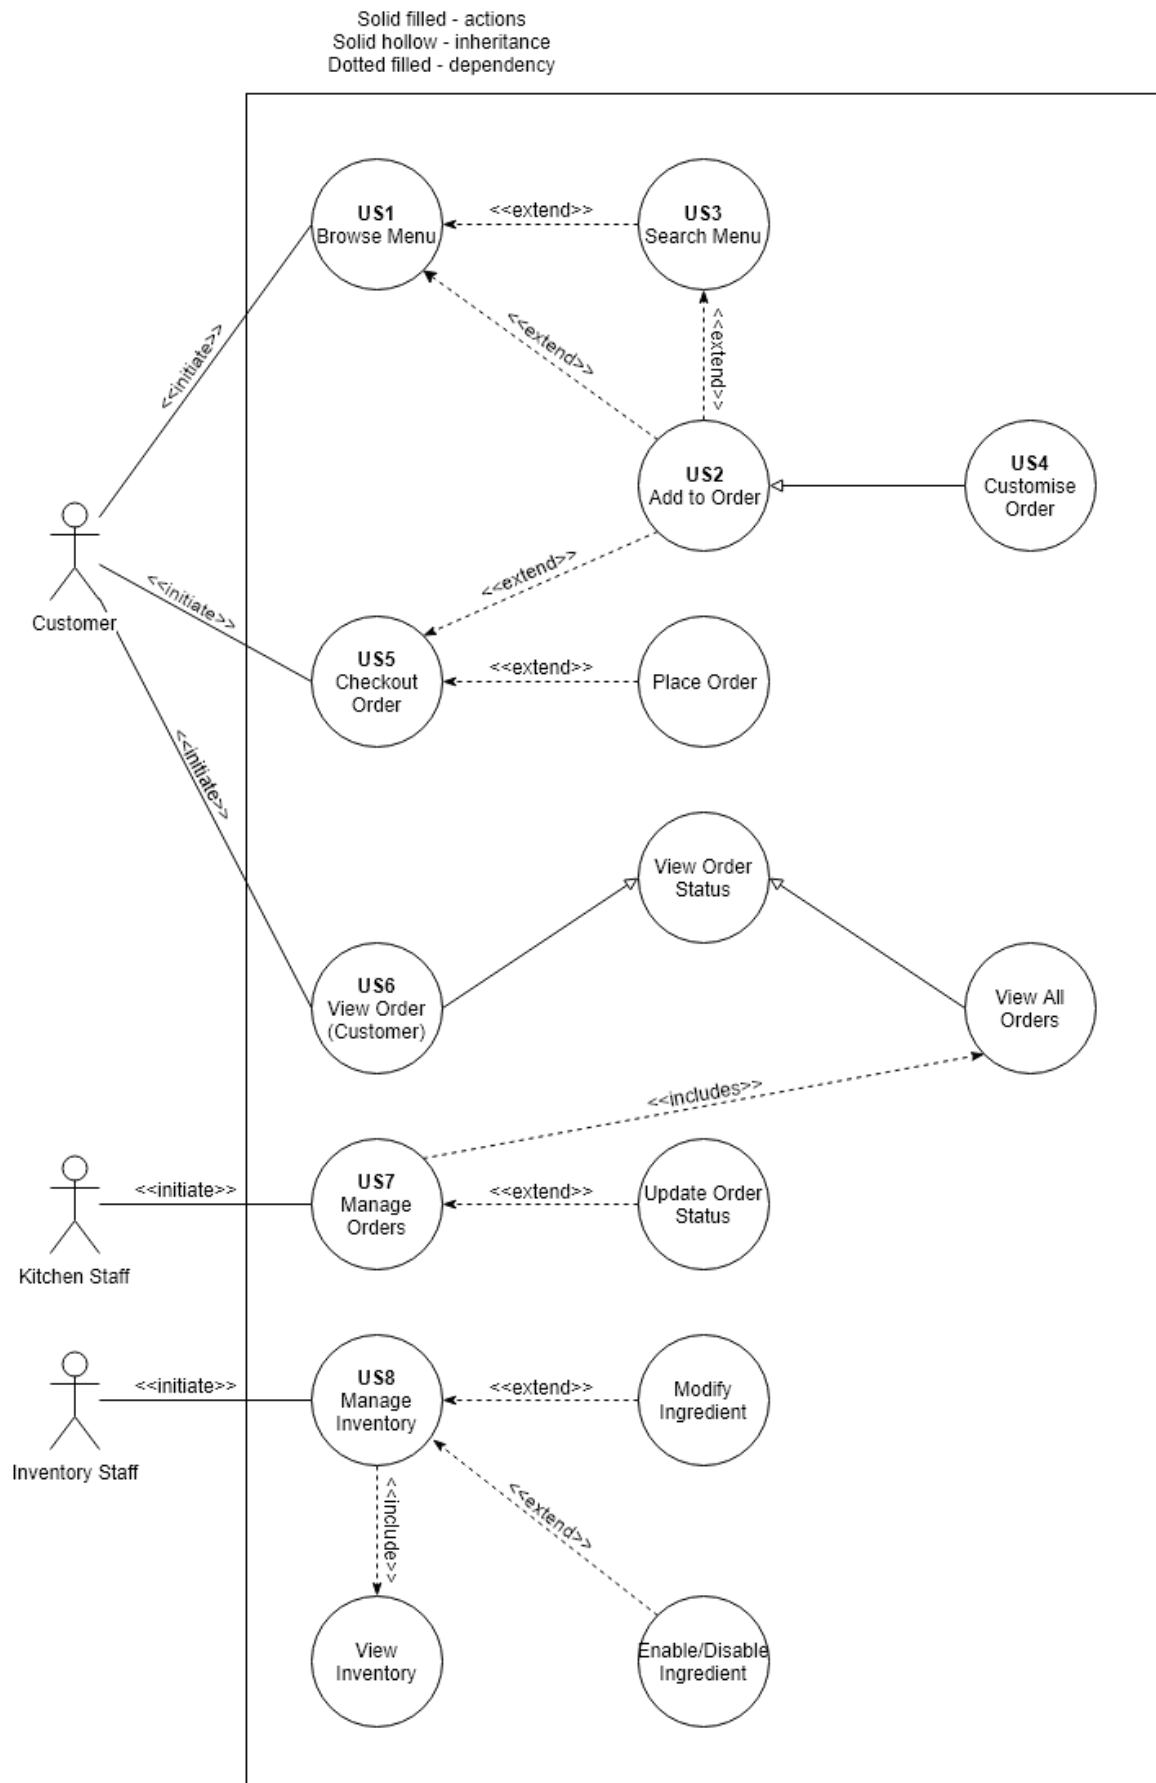 Solid filled - actions
Solid hollow - inheritance
Dotted filled - dependency
US1
Browse Menu
<<extend>>
US3
Search Menu
<<initiate>>
<<extend>>
<<extend>>
US2
Add to Order
US4
Customise
Order
Customer
<<initiate>>
<<extend>>
US5
Checkout
Order
<<extend>>
Place Order
<<initiate>>
View Order
Status
US6
View Order
(Customer)
View All
Orders
<<includes>>
Kitchen Staff
<<initiate>>
US7
Manage
Orders
<<extend>>
Update Order
Status
Inventory Staff
<<initiate>>
US8
Manage
Inventory
<<extend>>
Modify
Ingredient
<<include>>
<<extend>>
View
Inventory
Enable/Disable
Ingredient